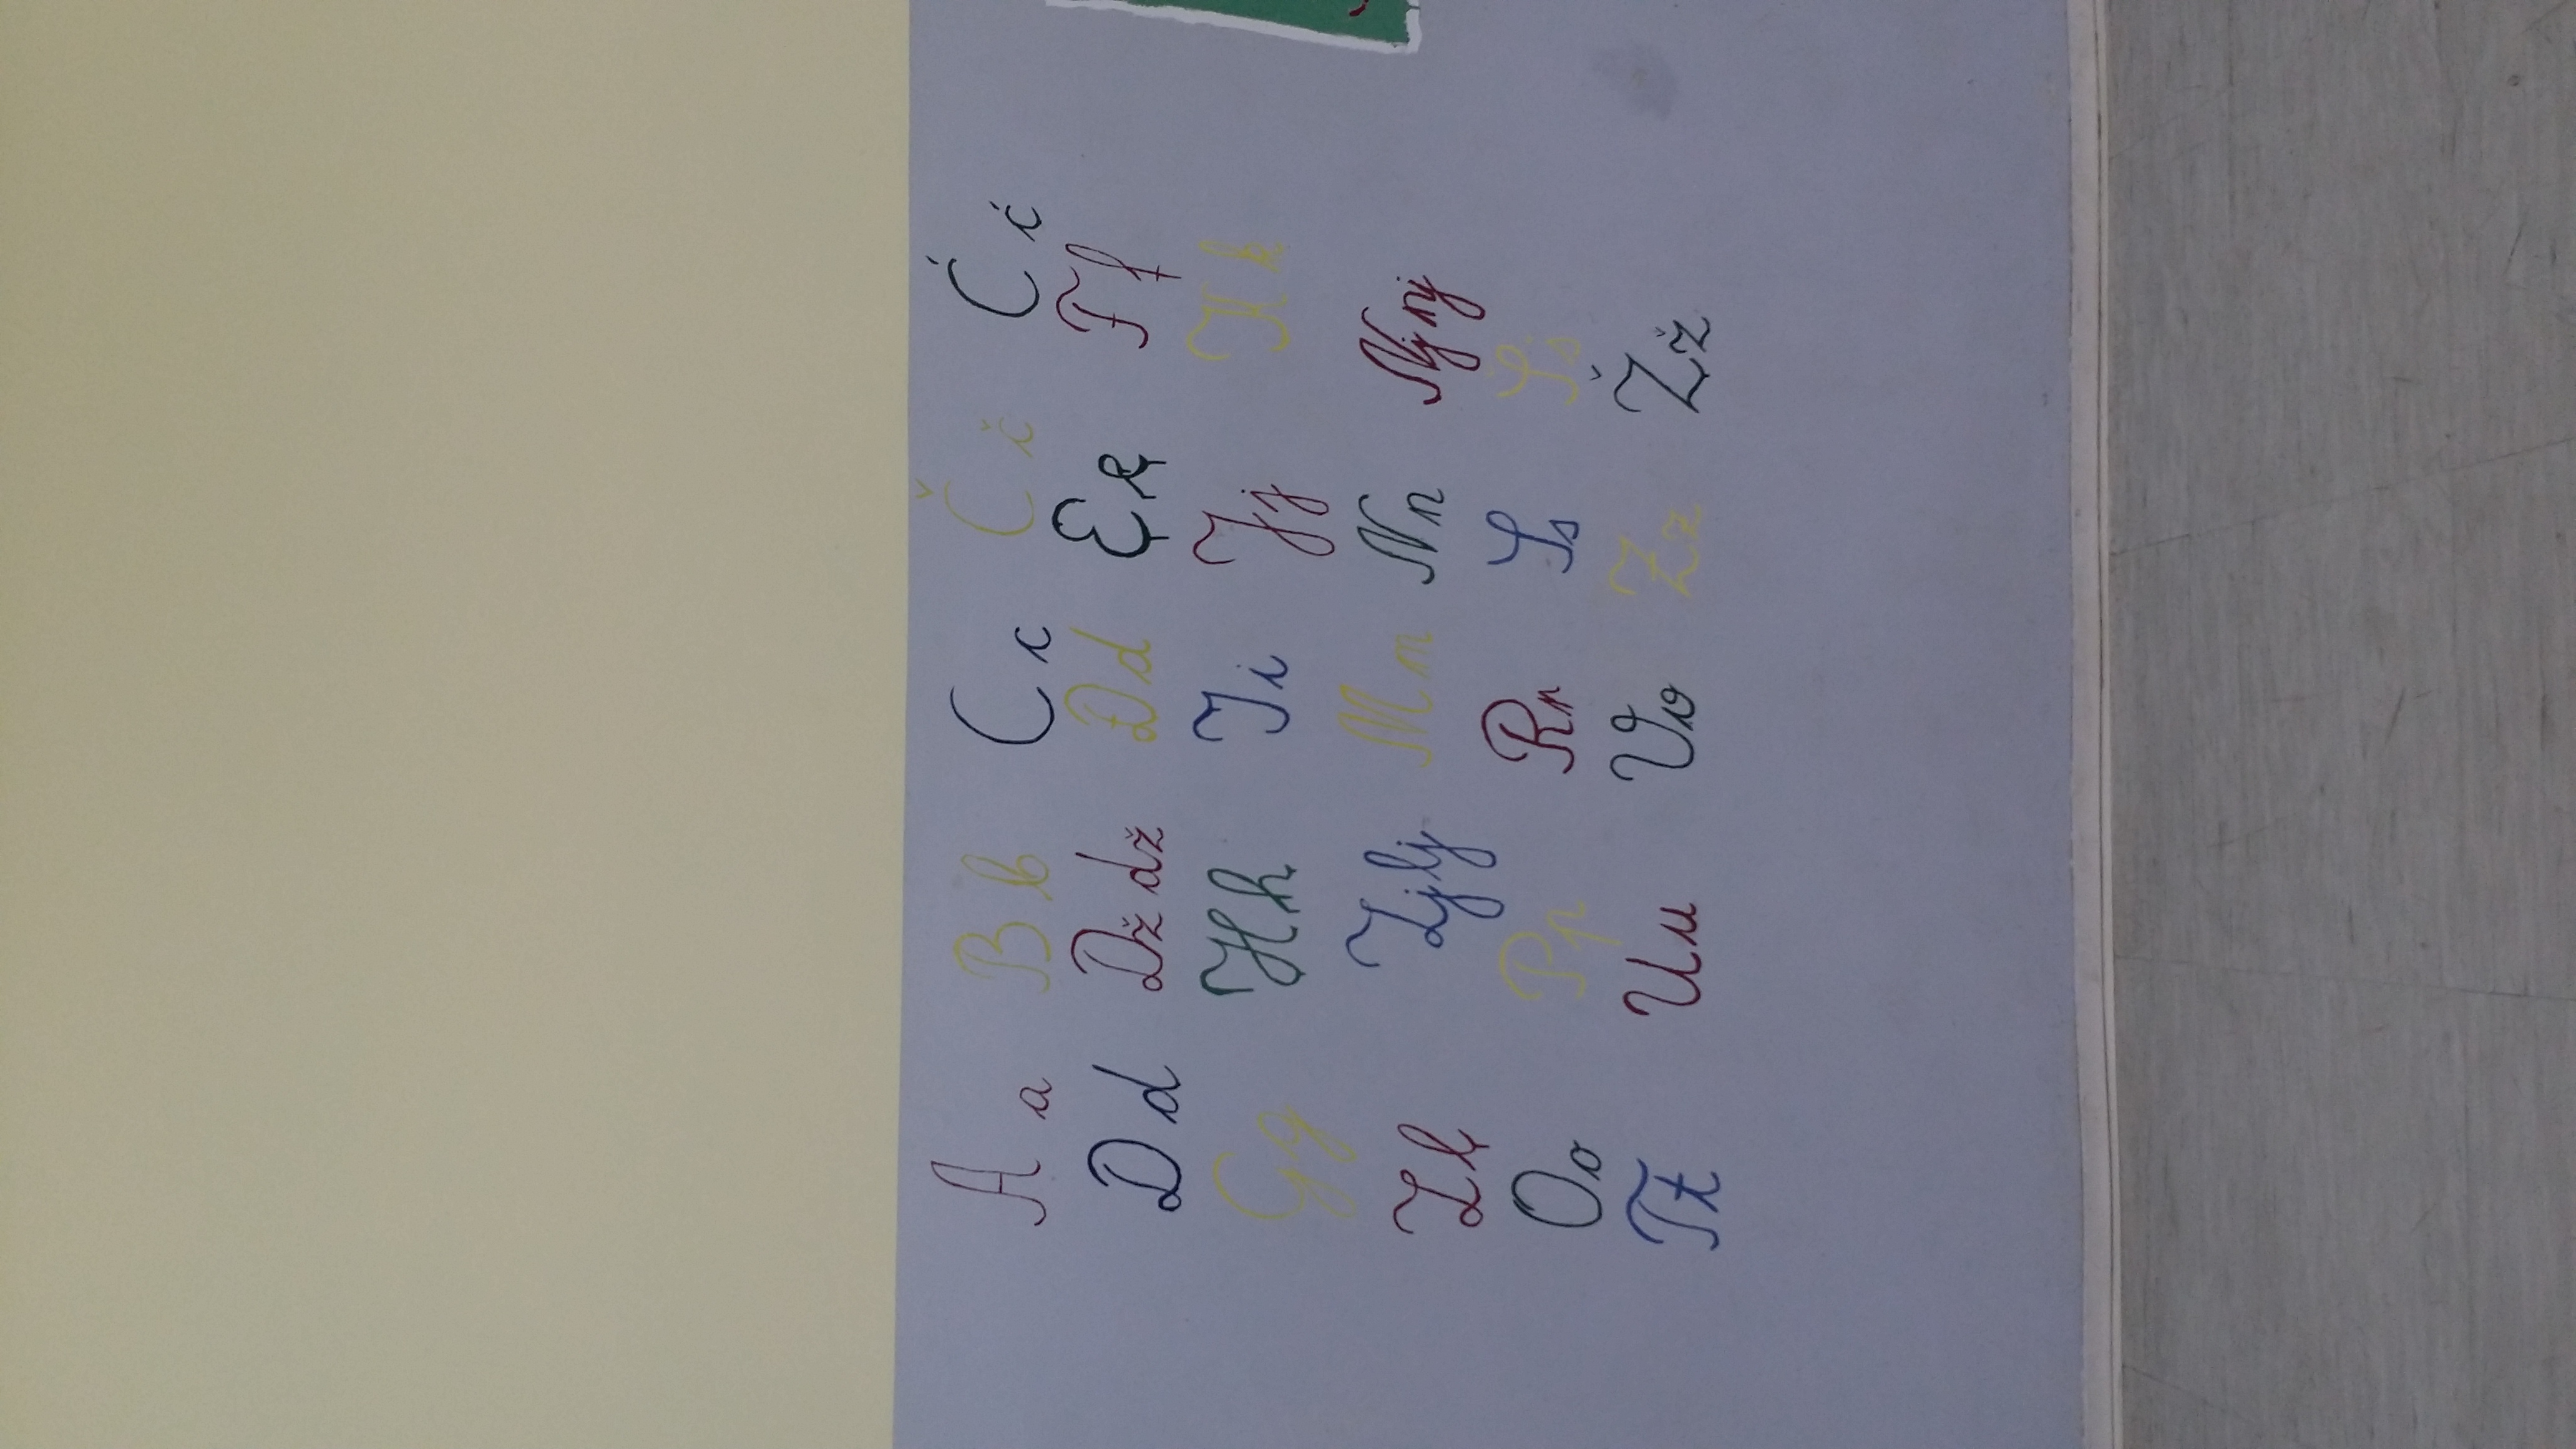 A a B b C c Č č Ć ć
D d Dž dž Đ đ E e F f
G g H h I i J j K k
L l Lj lj M m N n Nj nj
O o P p R r S s Š š
T t U u V v Z z Ž ž